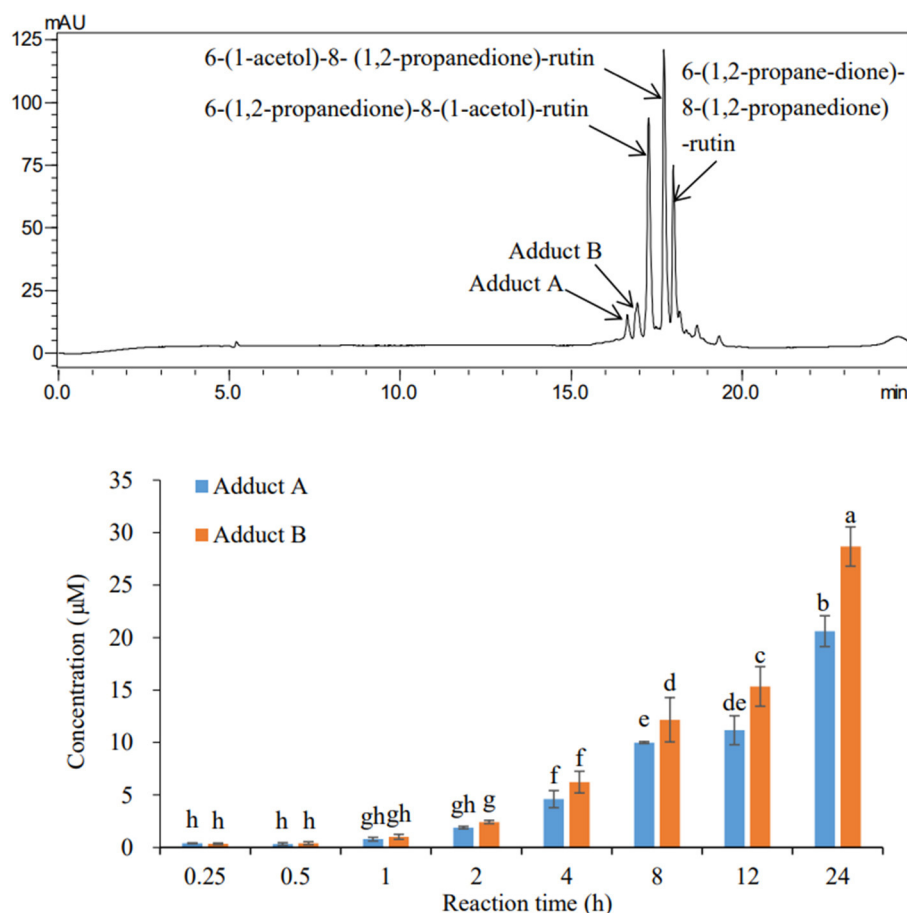 mAU
125
100
75
50
25
0
6-(1-acetol)-8- (1,2-propanedione)-rutin
6-(1,2-propanedione)-8-(1-acetol)-rutin
6-(1,2-propane-dione)-
8-(1,2-propanedione)
-rutin
Adduct B
Adduct A
0.0 5.0 10.0 15.0 20.0 min
35
30
25
20
15
10
5
0
Concentration (μM)
Adduct A
Adduct B
h h h h gh gh gh g f f e d de c b a
0.25 0.5 1 2 4 8 12 24
Reaction time (h)